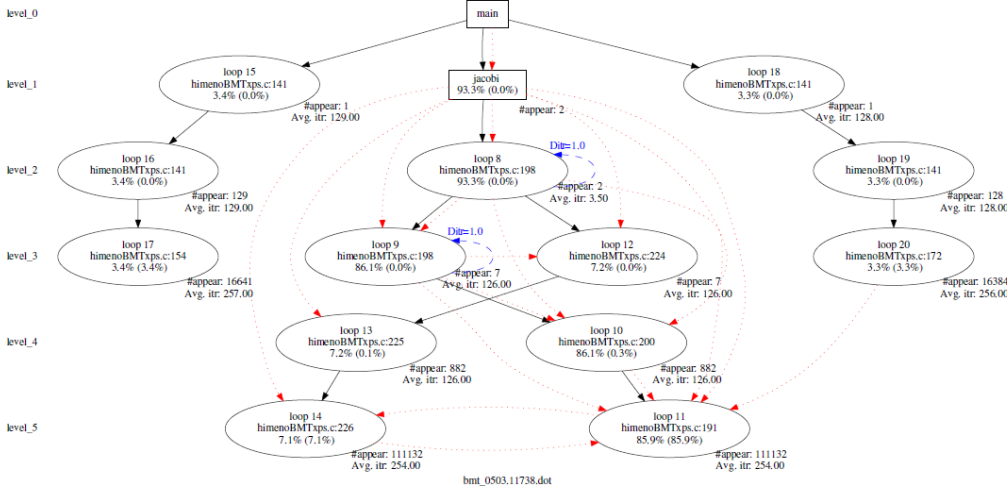 level_0
main
level_1
loop 15
himenoBMTxps.c:141
3.4% (0.0%)
#appear: 1
Avg. itr: 129.00
jacobi
93.3% (0.0%)
#appear: 2
loop 18
himenoBMTxps.c:141
3.3% (0.0%)
#appear: 1
Avg. itr: 128.00
level_2
loop 16
himenoBMTxps.c:141
3.4% (0.0%)
#appear: 129
Avg. itr: 129.00
loop 8
himenoBMTxps.c:198
93.3% (0.0%)
Ditr=1.0
#appear: 2
Avg. itr: 3.50
loop 19
himenoBMTxps.c:141
3.3% (0.0%)
#appear: 128
Avg. itr: 128.00
level_3
loop 17
himenoBMTxps.c:154
3.4% (3.4%)
#appear: 16641
Avg. itr: 257.00
loop 9
himenoBMTxps.c:198
86.1% (0.0%)
Ditr=1.0
#appear: 7
Avg. itr: 126.00
loop 12
himenoBMTxps.c:224
7.2% (0.0%)
#appear: 7
Avg. itr: 126.00
loop 20
himenoBMTxps.c:172
3.3% (3.3%)
#appear: 16384
Avg. itr: 256.00
level_4
loop 13
himenoBMTxps.c:225
7.2% (0.1%)
#appear: 882
Avg. itr: 126.00
loop 10
himenoBMTxps.c:200
86.1% (0.3%)
#appear: 882
Avg. itr: 126.00
level_5
loop 14
himenoBMTxps.c:226
7.1% (7.1%)
#appear: 111132
Avg. itr: 254.00
loop 11
himenoBMTxps.c:191
85.9% (85.9%)
#appear: 111132
Avg. itr: 254.00
bmt_0503.11738.dot